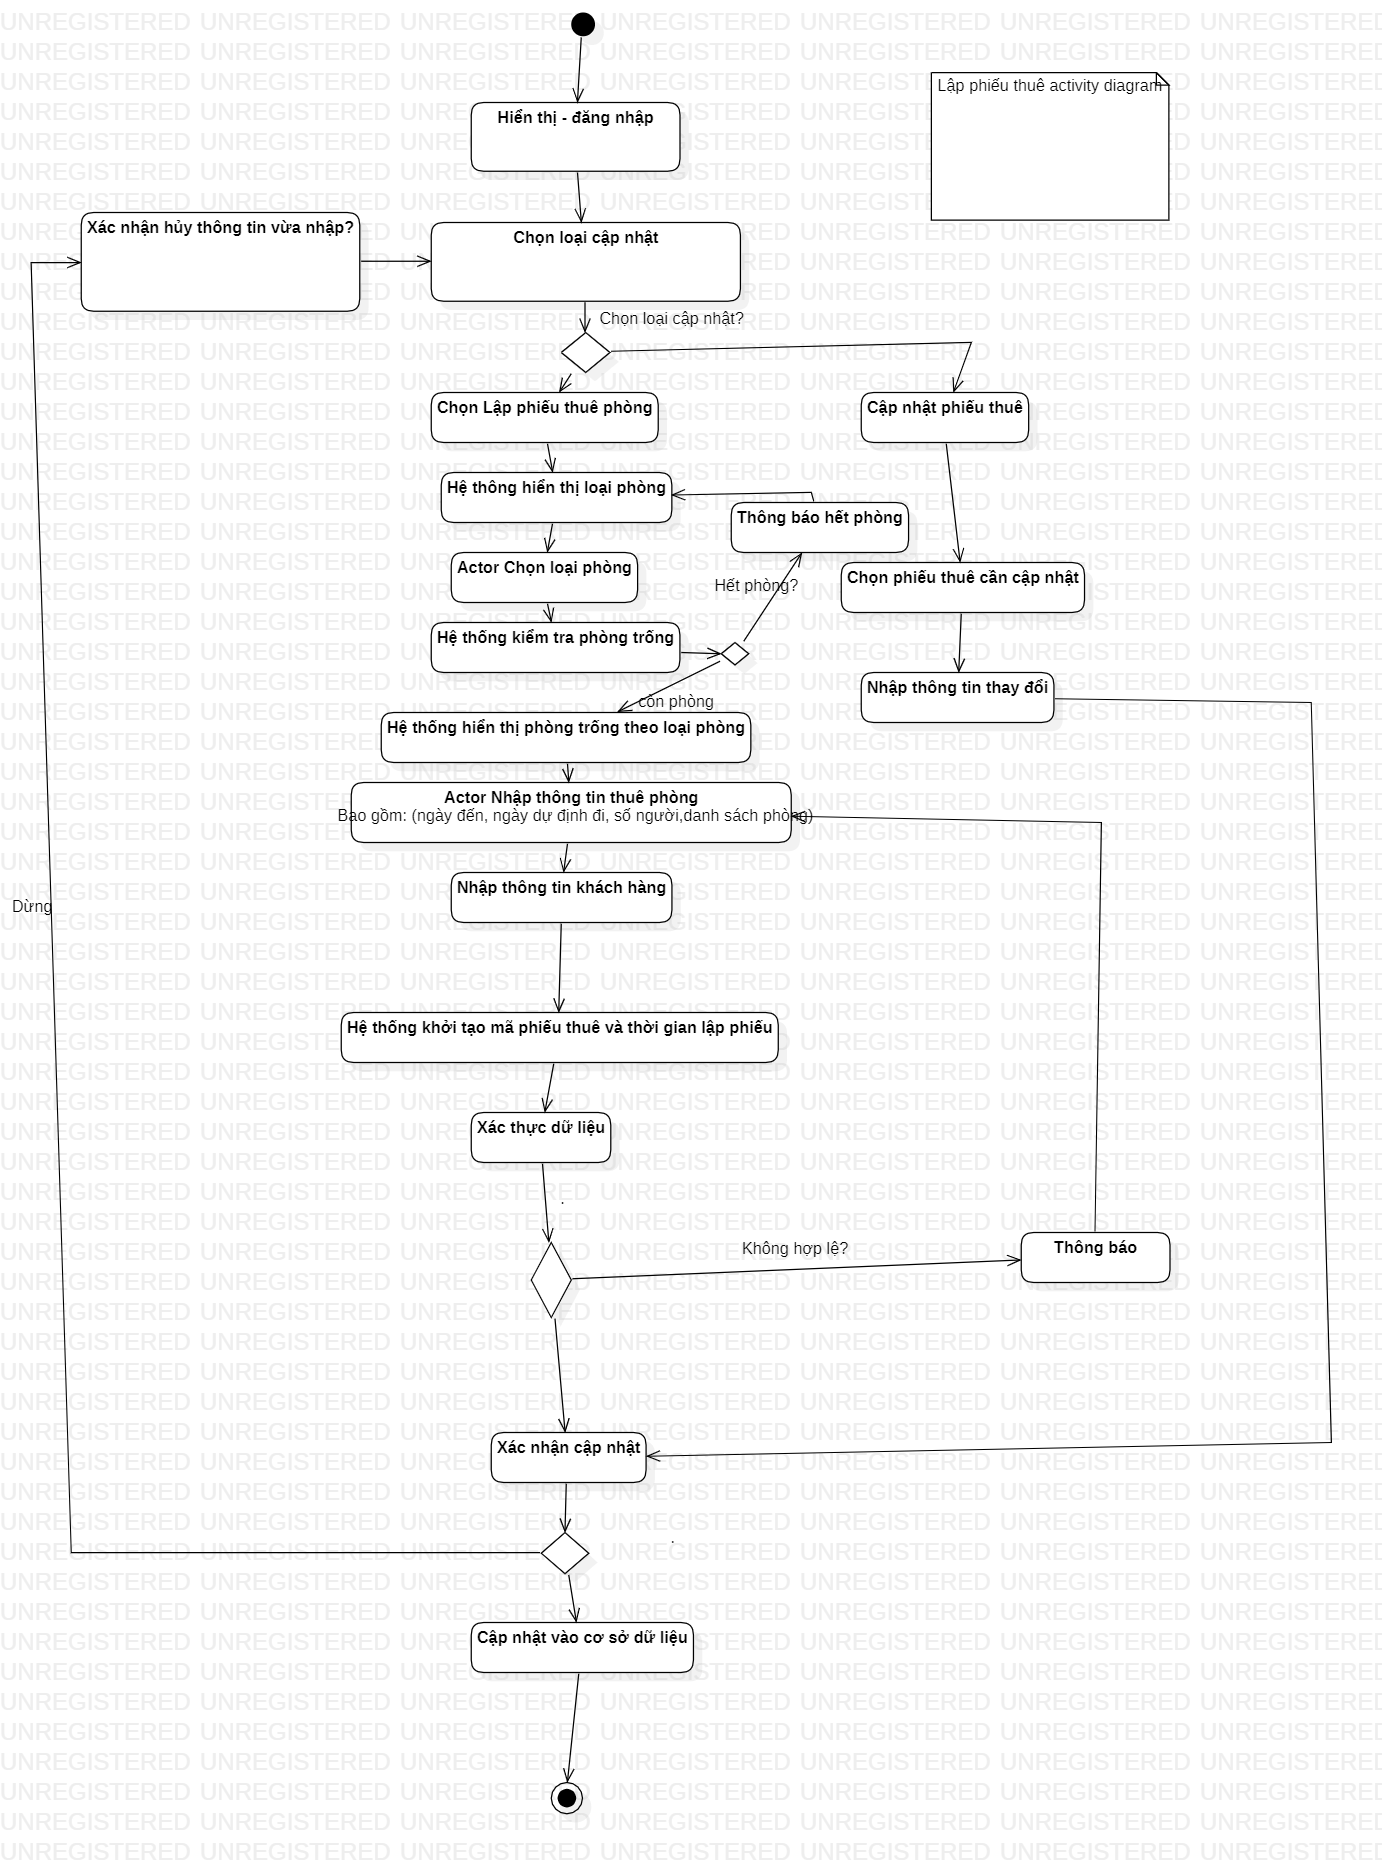 Lập phiếu thuê activity diagram
Hiển thị - đăng nhập
Xác nhận hủy thông tin vừa nhập?
Chọn loại cập nhật
Chọn loại cập nhật?
Chọn Lập phiếu thuê phòng
Cập nhật phiếu thuê
Hệ thông hiển thị loại phòng
Thông báo hết phòng
Actor Chọn loại phòng
Hết phòng?
Chọn phiếu thuê cần cập nhật
Hệ thống kiểm tra phòng trống
Nhập thông tin thay đổi
còn phòng
Hệ thống hiển thị phòng trống theo loại phòng
Actor Nhập thông tin thuê phòng
Bao gồm: (ngày đến, ngày dự định đi, số người,danh sách phòng)
Nhập thông tin khách hàng
Dừng
Hệ thống khởi tạo mã phiếu thuê và thời gian lập phiếu
Xác thực dữ liệu
.
Không hợp lệ?
Thông báo
Xác nhận cập nhật
.
Cập nhật vào cơ sở dữ liệu
UNREGISTERED